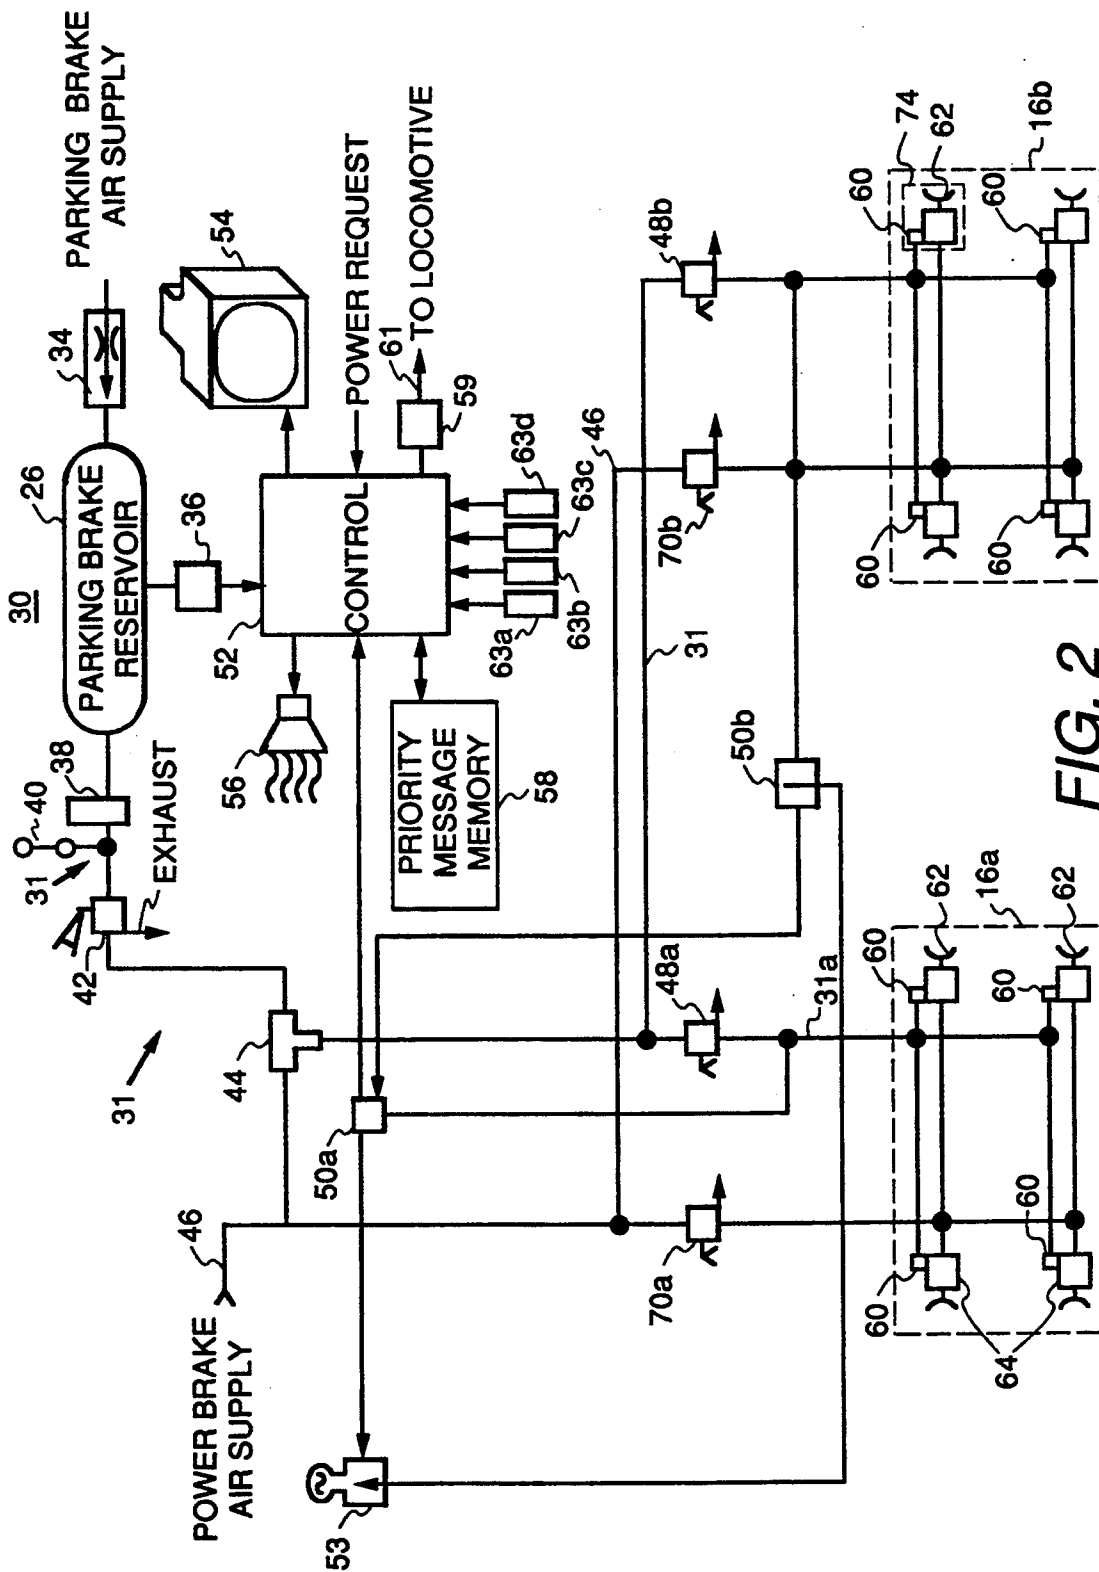 30
26
PARKING BRAKE
RESERVOIR
34
PARKING BRAKE
AIR SUPPLY
38
40
31
EXHAUST
42
36
52
CONTROL
54
56
POWER REQUEST
61
TO LOCOMOTIVE
59
PRIORITY
MESSAGE
MEMORY
58
63a
63b
63c
63d
31
44
50a
46
POWER BRAKE
AIR SUPPLY
53
46
31
70a
48a
70b
48b
50b
31a
60
60
60
60
62
62
64
16a
60
60
60
60
74
62
16b
FIG. 2